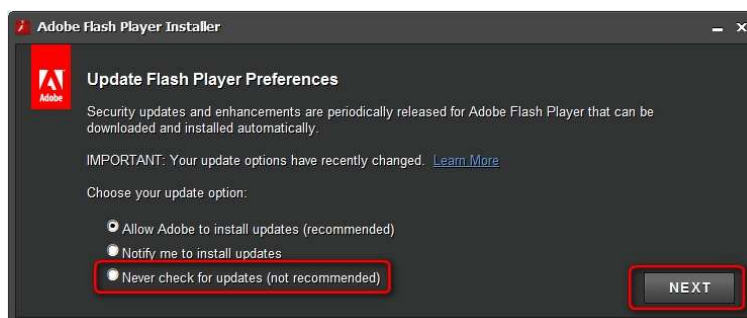 Adobe Flash Player Installer
Adobe
Update Flash Player Preferences
Security updates and enhancements are periodically released for Adobe Flash Player that can be
downloaded and installed automatically.
IMPORTANT: Your update options have recently changed. Learn More
Choose your update option:
Allow Adobe to install updates (recommended)
Notify me to install updates
Never check for updates (not recommended)
NEXT